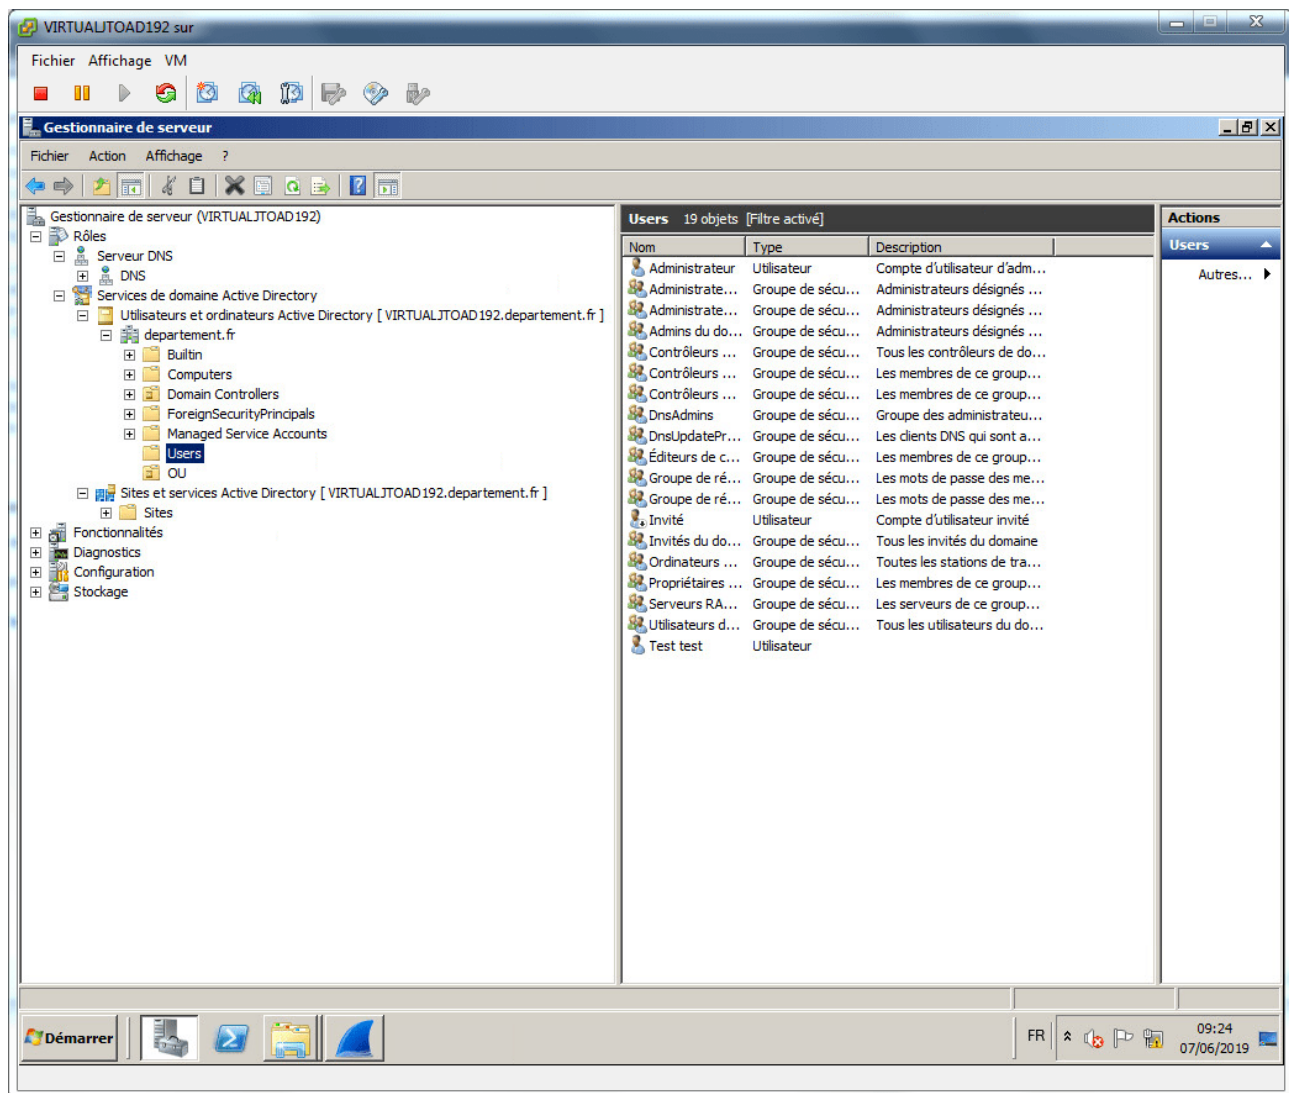 VIRTUALJTOAD192 sur
Fichier Affichage VM
Gestionnaire de serveur
Fichier Action Affichage ?
Gestionnaire de serveur (VIRTUALJTOAD192)
Rôles
Serveur DNS
DNS
Services de domaine Active Directory
Utilisateurs et ordinateurs Active Directory [ VIRTUALJTOAD192.departement.fr ]
departement.fr
Builtin
Computers
Domain Controllers
ForeignSecurityPrincipals
Managed Service Accounts
Users
OU
Sites et services Active Directory [ VIRTUALJTOAD192.departement.fr ]
Sites
Fonctionnalités
Diagnostics
Configuration
Stockage
Users 19 objets [Filtre activé]
Nom Type Description
Administrateur Utilisateur Compte d'utilisateur d'adm...
Administrate... Groupe de sécu... Administrateurs désignés ...
Administrate... Groupe de sécu... Administrateurs désignés ...
Admins du do... Groupe de sécu... Administrateurs désignés ...
Contrôleurs ... Groupe de sécu... Tous les contrôleurs de do...
Contrôleurs ... Groupe de sécu... Les membres de ce group...
Contrôleurs ... Groupe de sécu... Les membres de ce group...
DnsAdmins Groupe de sécu... Groupe des administrateu...
DnsUpdatePr... Groupe de sécu... Les clients DNS qui sont a...
Éditeurs de c... Groupe de sécu... Les membres de ce group...
Groupe de ré... Groupe de sécu... Les mots de passe des me...
Groupe de ré... Groupe de sécu... Les mots de passe des me...
Invité Utilisateur Compte d'utilisateur invité
Invités du do... Groupe de sécu... Tous les invités du domaine
Ordinateurs ... Groupe de sécu... Toutes les stations de tra...
Propriétaires ... Groupe de sécu... Les membres de ce group...
Serveurs RA... Groupe de sécu... Les serveurs de ce group...
Utilisateurs d... Groupe de sécu... Tous les utilisateurs du do...
Test test Utilisateur
Actions
Users
Autres...
Démarrer
FR
09:24
07/06/2019